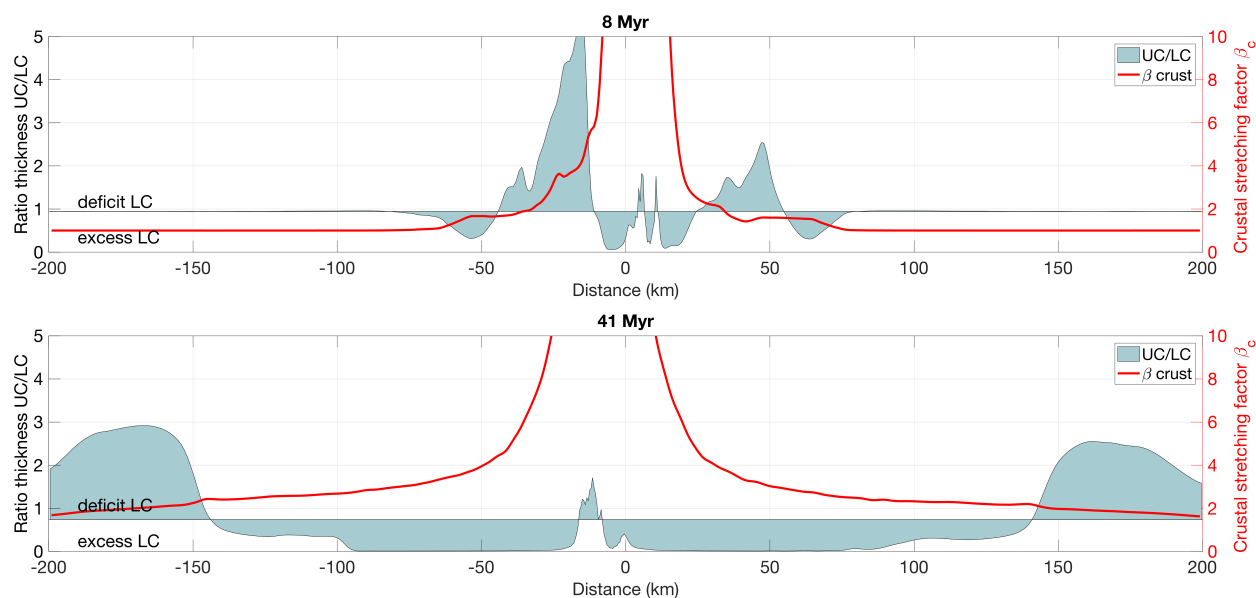 8 Myr
Ratio thickness UC/LC
5
4
3
2
1
0
deficit LC
excess LC
UC/LC
β crust
10
8
6
4
2
0
Crustal stretching factor βc
-200 -150 -100 -50 0 50 100 150 200
Distance (km)
41 Myr
Ratio thickness UC/LC
5
4
3
2
1
0
deficit LC
excess LC
UC/LC
β crust
10
8
6
4
2
0
Crustal stretching factor βc
-200 -150 -100 -50 0 50 100 150 200
Distance (km)